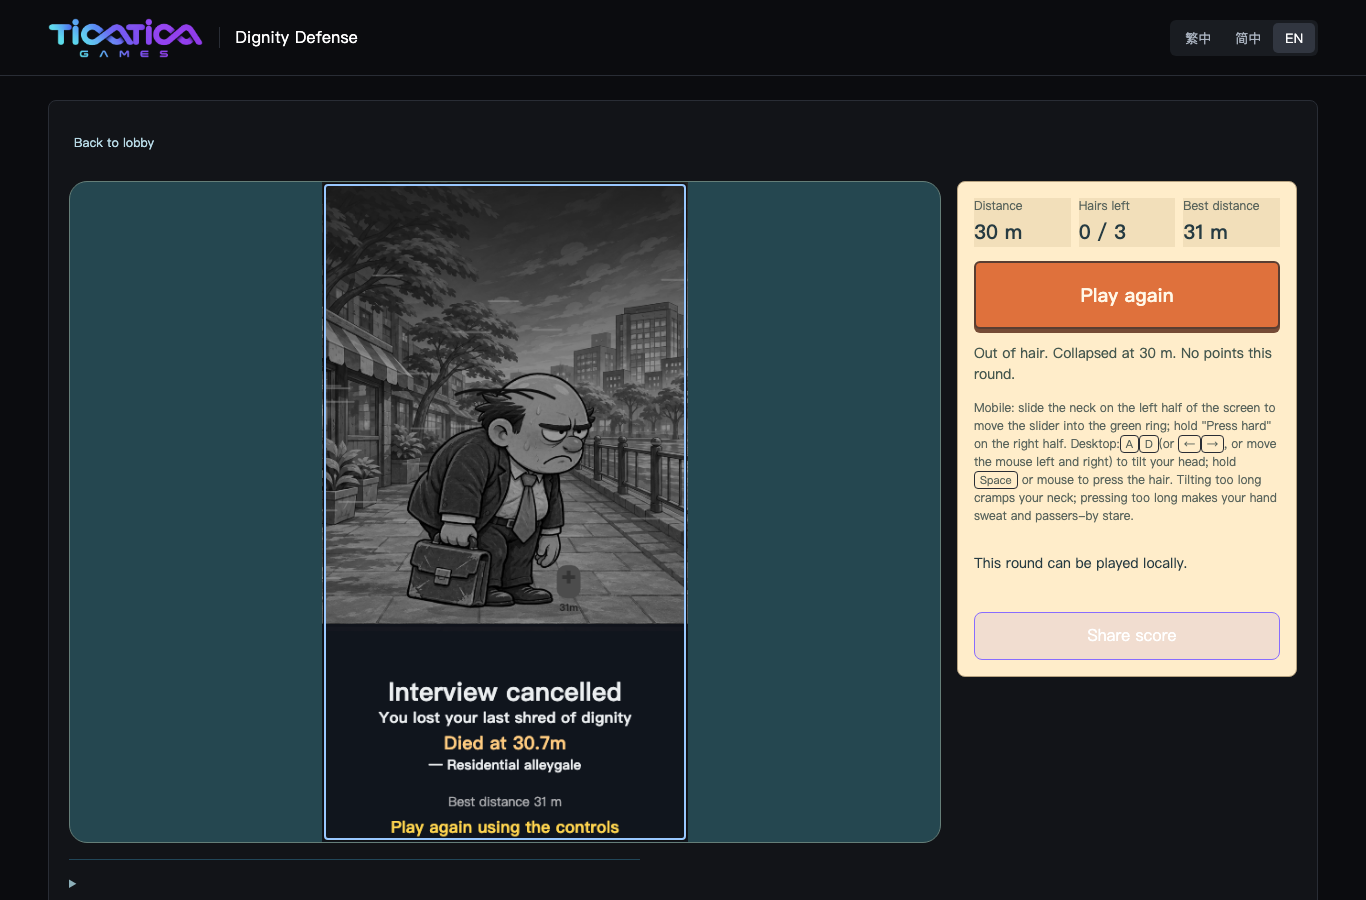 TICATICA
GAMES
Dignity Defense
繁中 简中 EN
Back to lobby
Distance
30 m
Hairs left
0 / 3
Best distance
31 m
Play again
Out of hair. Collapsed at 30 m. No points this
round.
Mobile: slide the neck on the left half of the screen to
move the slider into the green ring; hold "Press hard"
on the right half. Desktop: A D (or ← →, or move
the mouse left and right) to tilt your head; hold
Space or mouse to press the hair. Tilting too long
cramps your neck; pressing too long makes your hand
sweat and passers-by stare.
This round can be played locally.
Share score
31m
Interview cancelled
You lost your last shred of dignity
Died at 30.7m
— Residential alleygale
Best distance 31 m
Play again using the controls